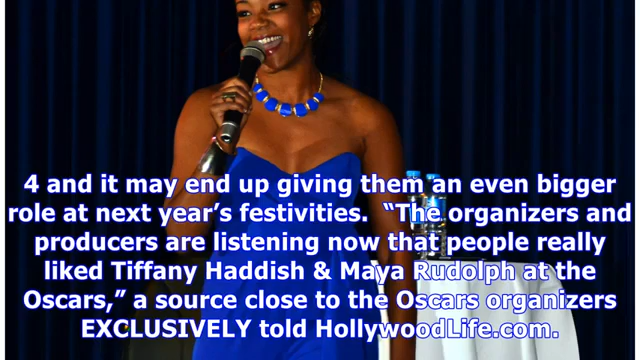 4 and it may end up giving them an even bigger
role at next year’s festivities.  “The organizers and
producers are listening now that people really
liked Tiffany Haddish & Maya Rudolph at the
Oscars,” a source close to the Oscars organizers
EXCLUSIVELY told HollywoodLife.com.